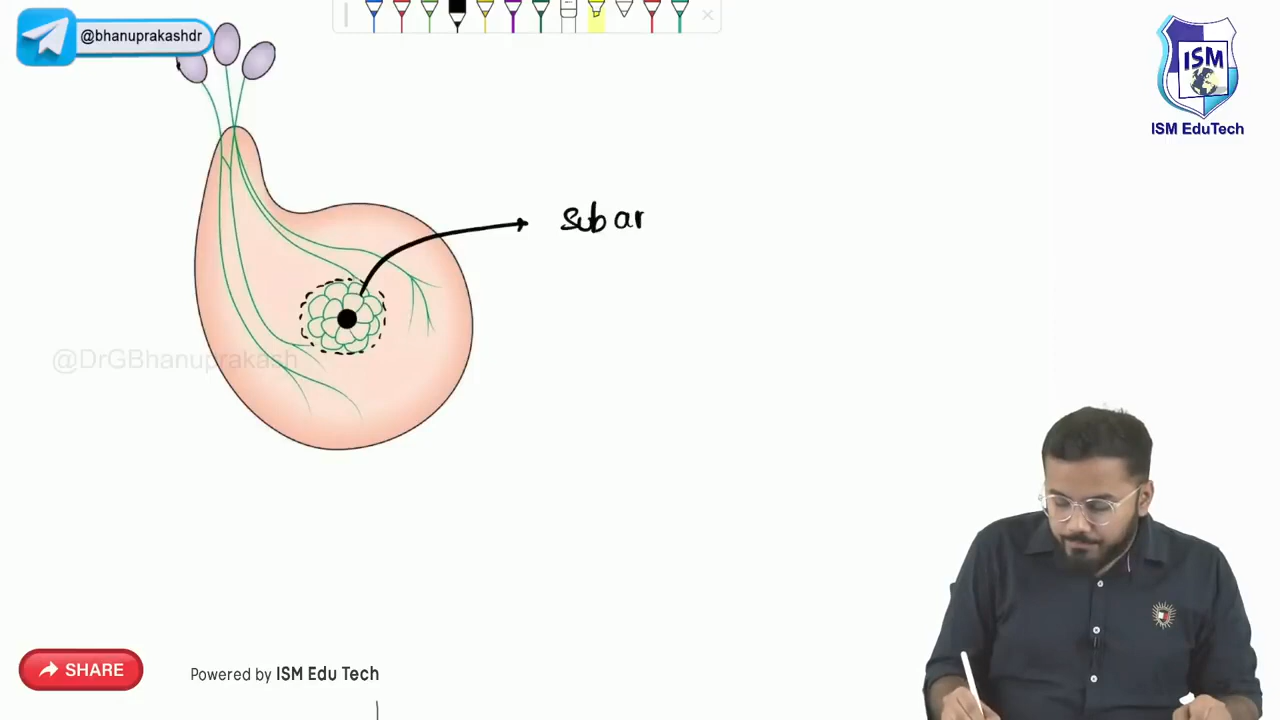 @bhanuprakashdr
ISM
ISM EduTech
Sub ar
@DrGBhanuprakash
SHARE
Powered by ISM Edu Tech